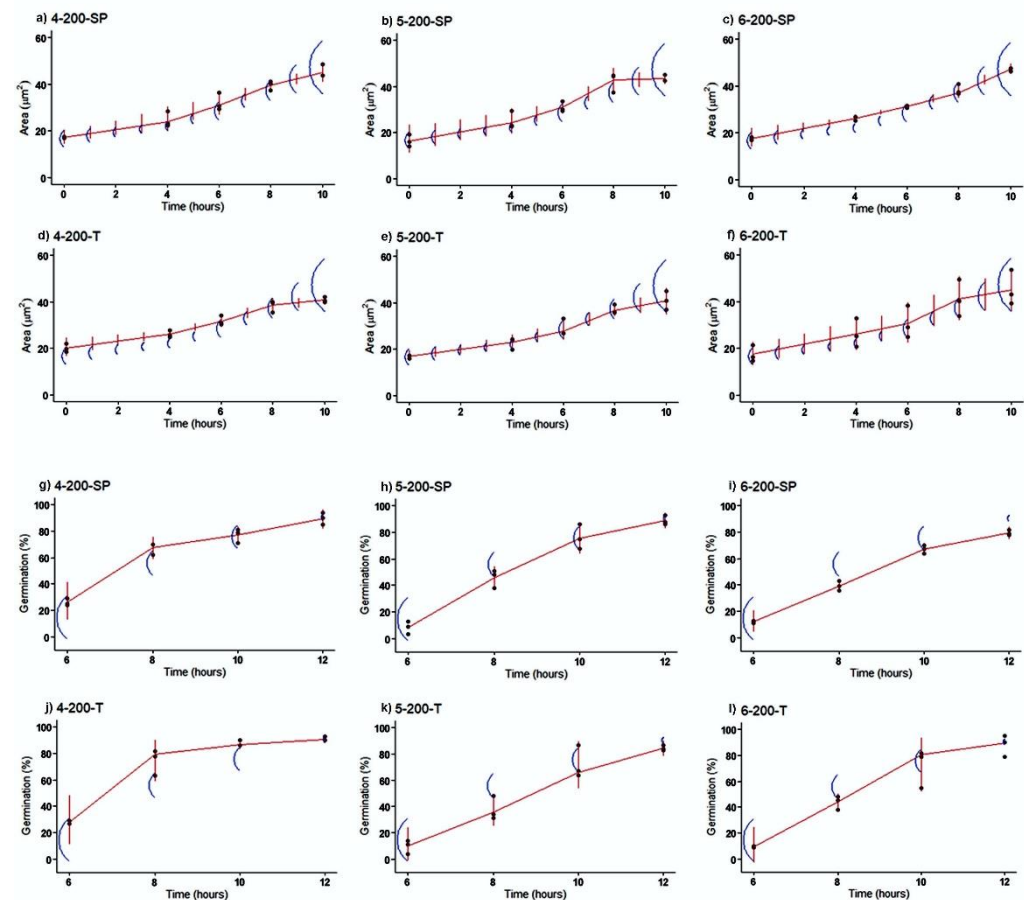 a) 4-200-SP
60
40
20
0
Area (µm²)
0 2 4 6 8 10
Time (hours)
b) 5-200-SP
60
40
20
0
Area (µm²)
0 2 4 6 8 10
Time (hours)
c) 6-200-SP
60
40
20
0
Area (µm²)
0 2 4 6 8 10
Time (hours)
d) 4-200-T
60
40
20
0
Area (µm²)
0 2 4 6 8 10
Time (hours)
e) 5-200-T
60
40
20
0
Area (µm²)
0 2 4 6 8 10
Time (hours)
f) 6-200-T
60
40
20
0
Area (µm²)
0 2 4 6 8 10
Time (hours)
g) 4-200-SP
100
80
60
40
20
0
Germination (%)
6 8 10 12
Time (hours)
h) 5-200-SP
100
80
60
40
20
0
Germination (%)
6 8 10 12
Time (hours)
i) 6-200-SP
100
80
60
40
20
0
Germination (%)
6 8 10 12
Time (hours)
j) 4-200-T
100
80
60
40
20
0
Germination (%)
6 8 10 12
Time (hours)
k) 5-200-T
100
80
60
40
20
0
Germination (%)
6 8 10 12
Time (hours)
l) 6-200-T
100
80
60
40
20
0
Germination (%)
6 8 10 12
Time (hours)